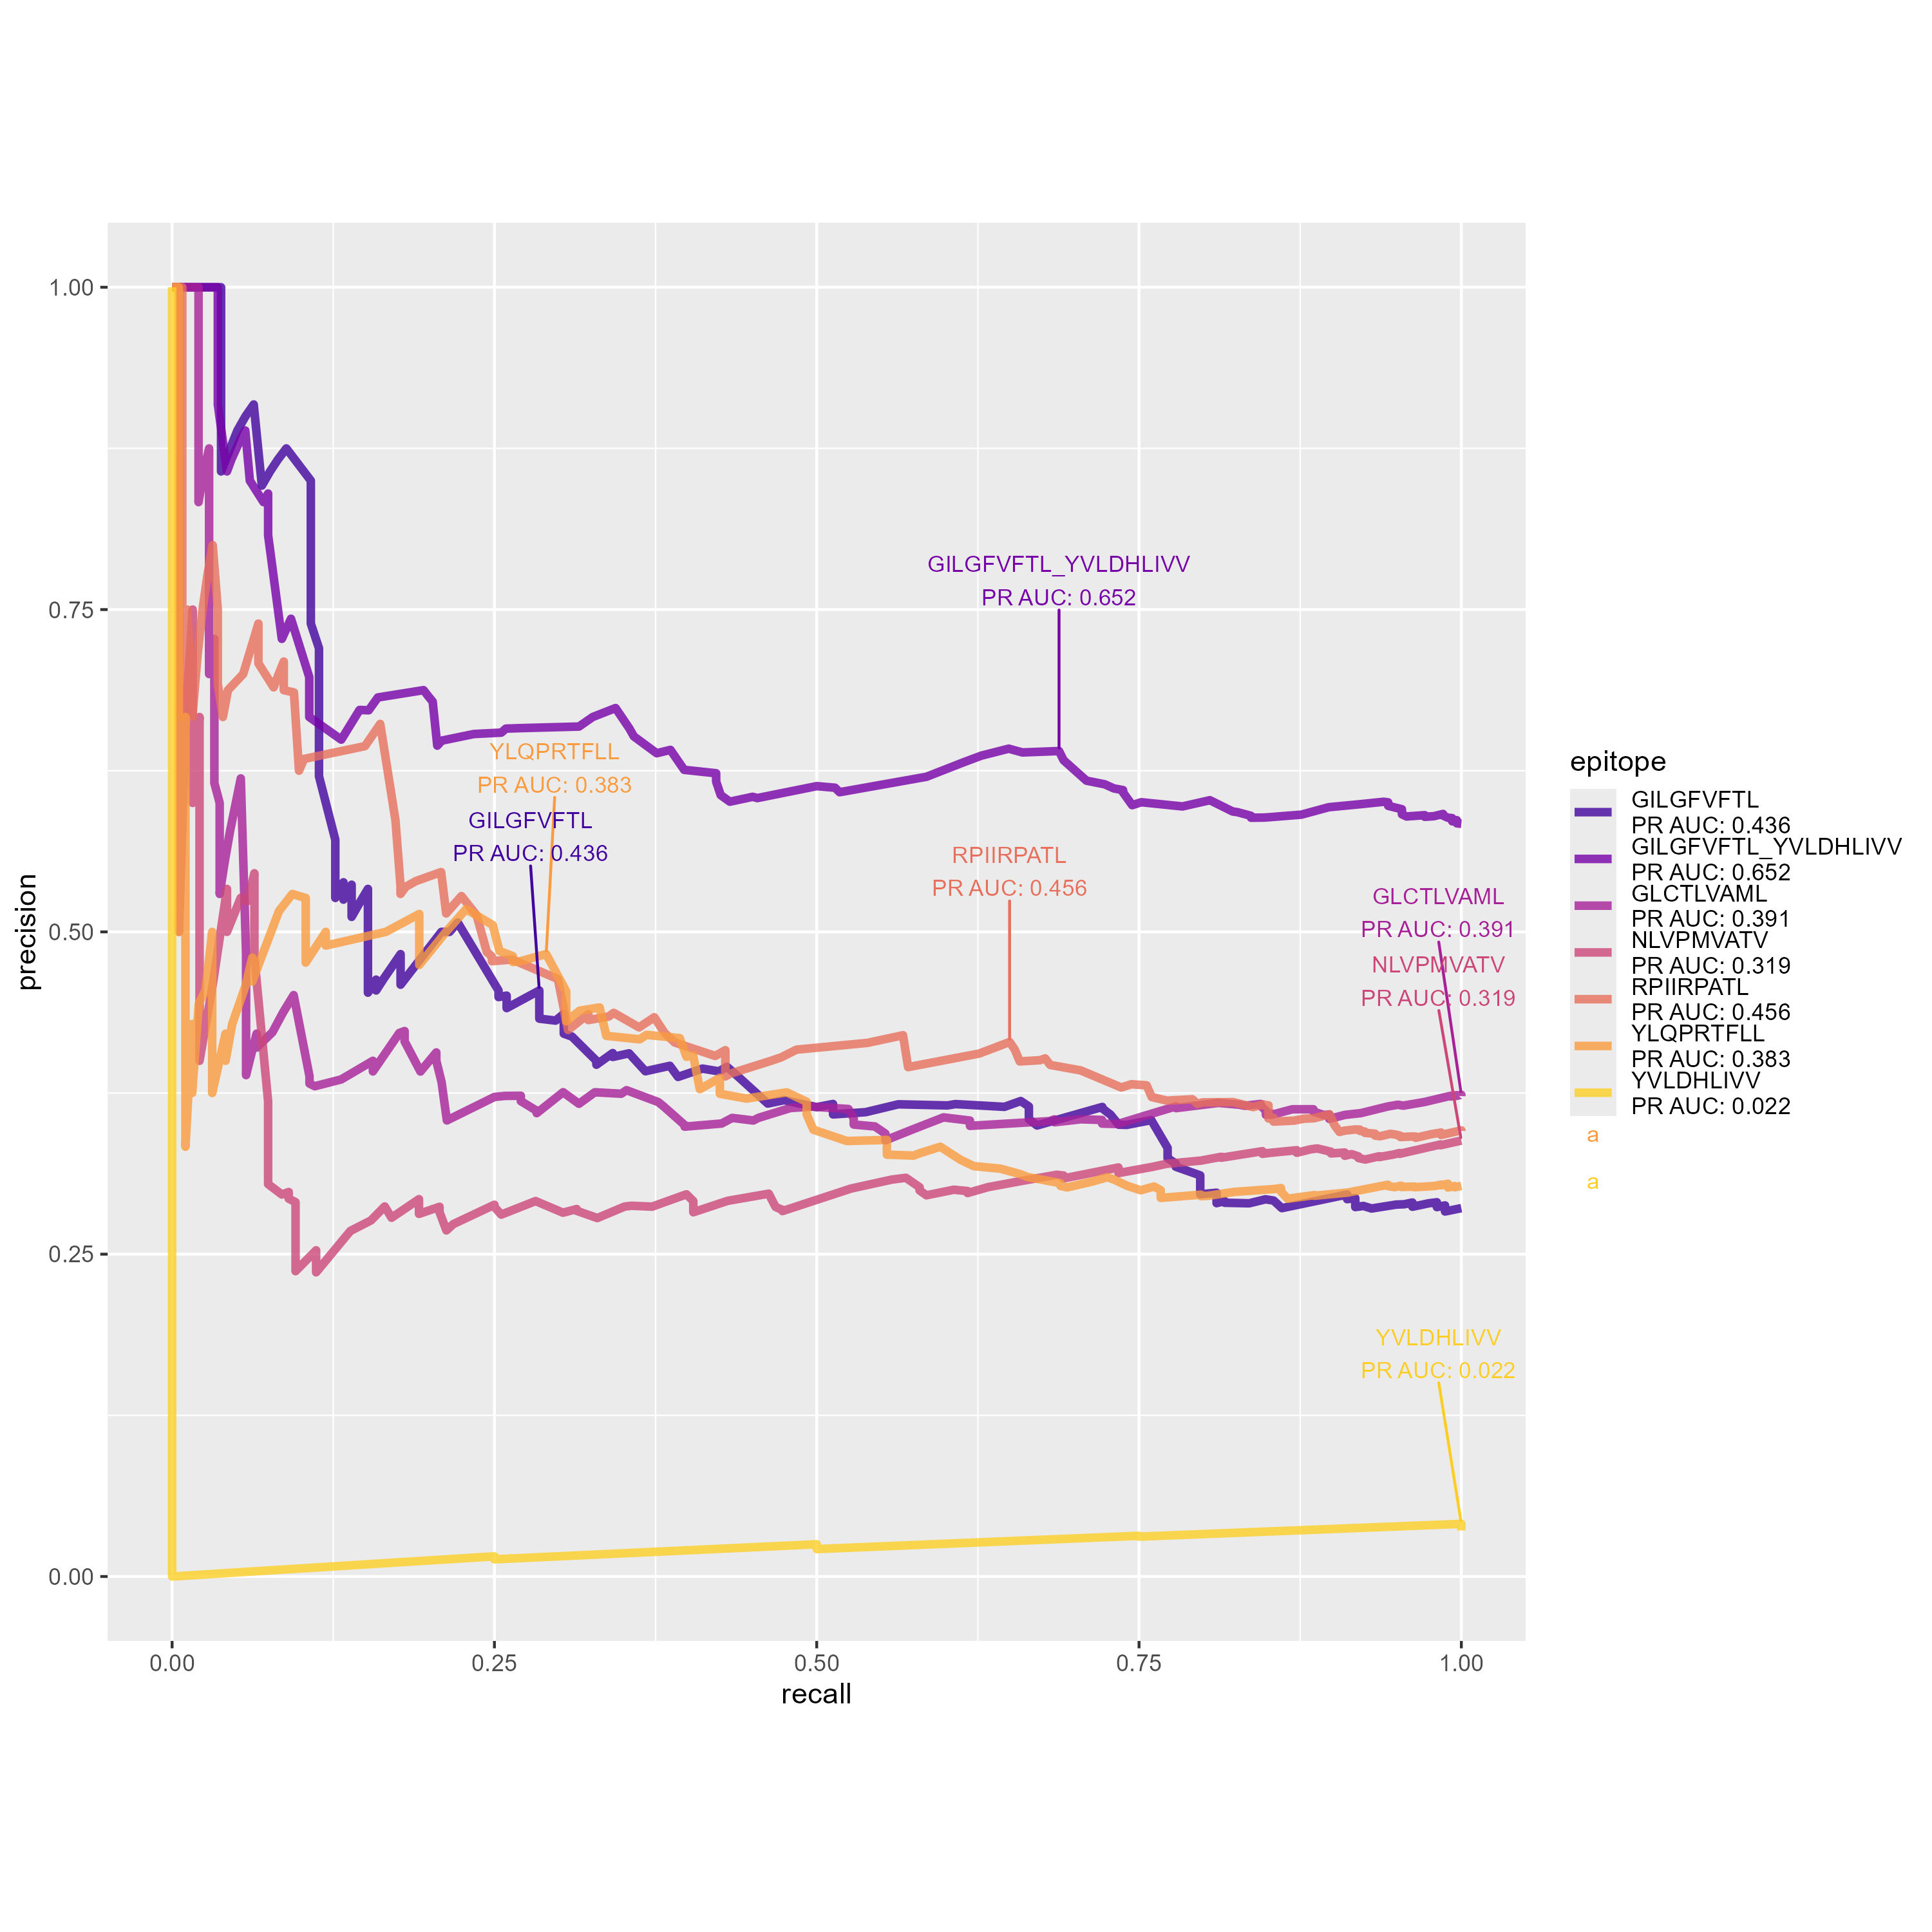 1.00
0.75
0.50
0.25
0.00
precision
GILGFVFTL_YVLDHLIVV
PR AUC: 0.652
YLQPRTFLL
PR AUC: 0.383
GILGFVFTL
PR AUC: 0.436
RPIIRPATL
PR AUC: 0.456
GLCTLVAML
PR AUC: 0.391
NLVPMVATV
PR AUC: 0.319
YVLDHLIVV
PR AUC: 0.022
0.00 0.25 0.50 0.75 1.00
recall
epitope
GILGFVFTL
PR AUC: 0.436
GILGFVFTL_YVLDHLIVV
PR AUC: 0.652
GLCTLVAML
PR AUC: 0.391
NLVPMVATV
PR AUC: 0.319
RPIIRPATL
PR AUC: 0.456
YLQPRTFLL
PR AUC: 0.383
YVLDHLIVV
PR AUC: 0.022
a
a